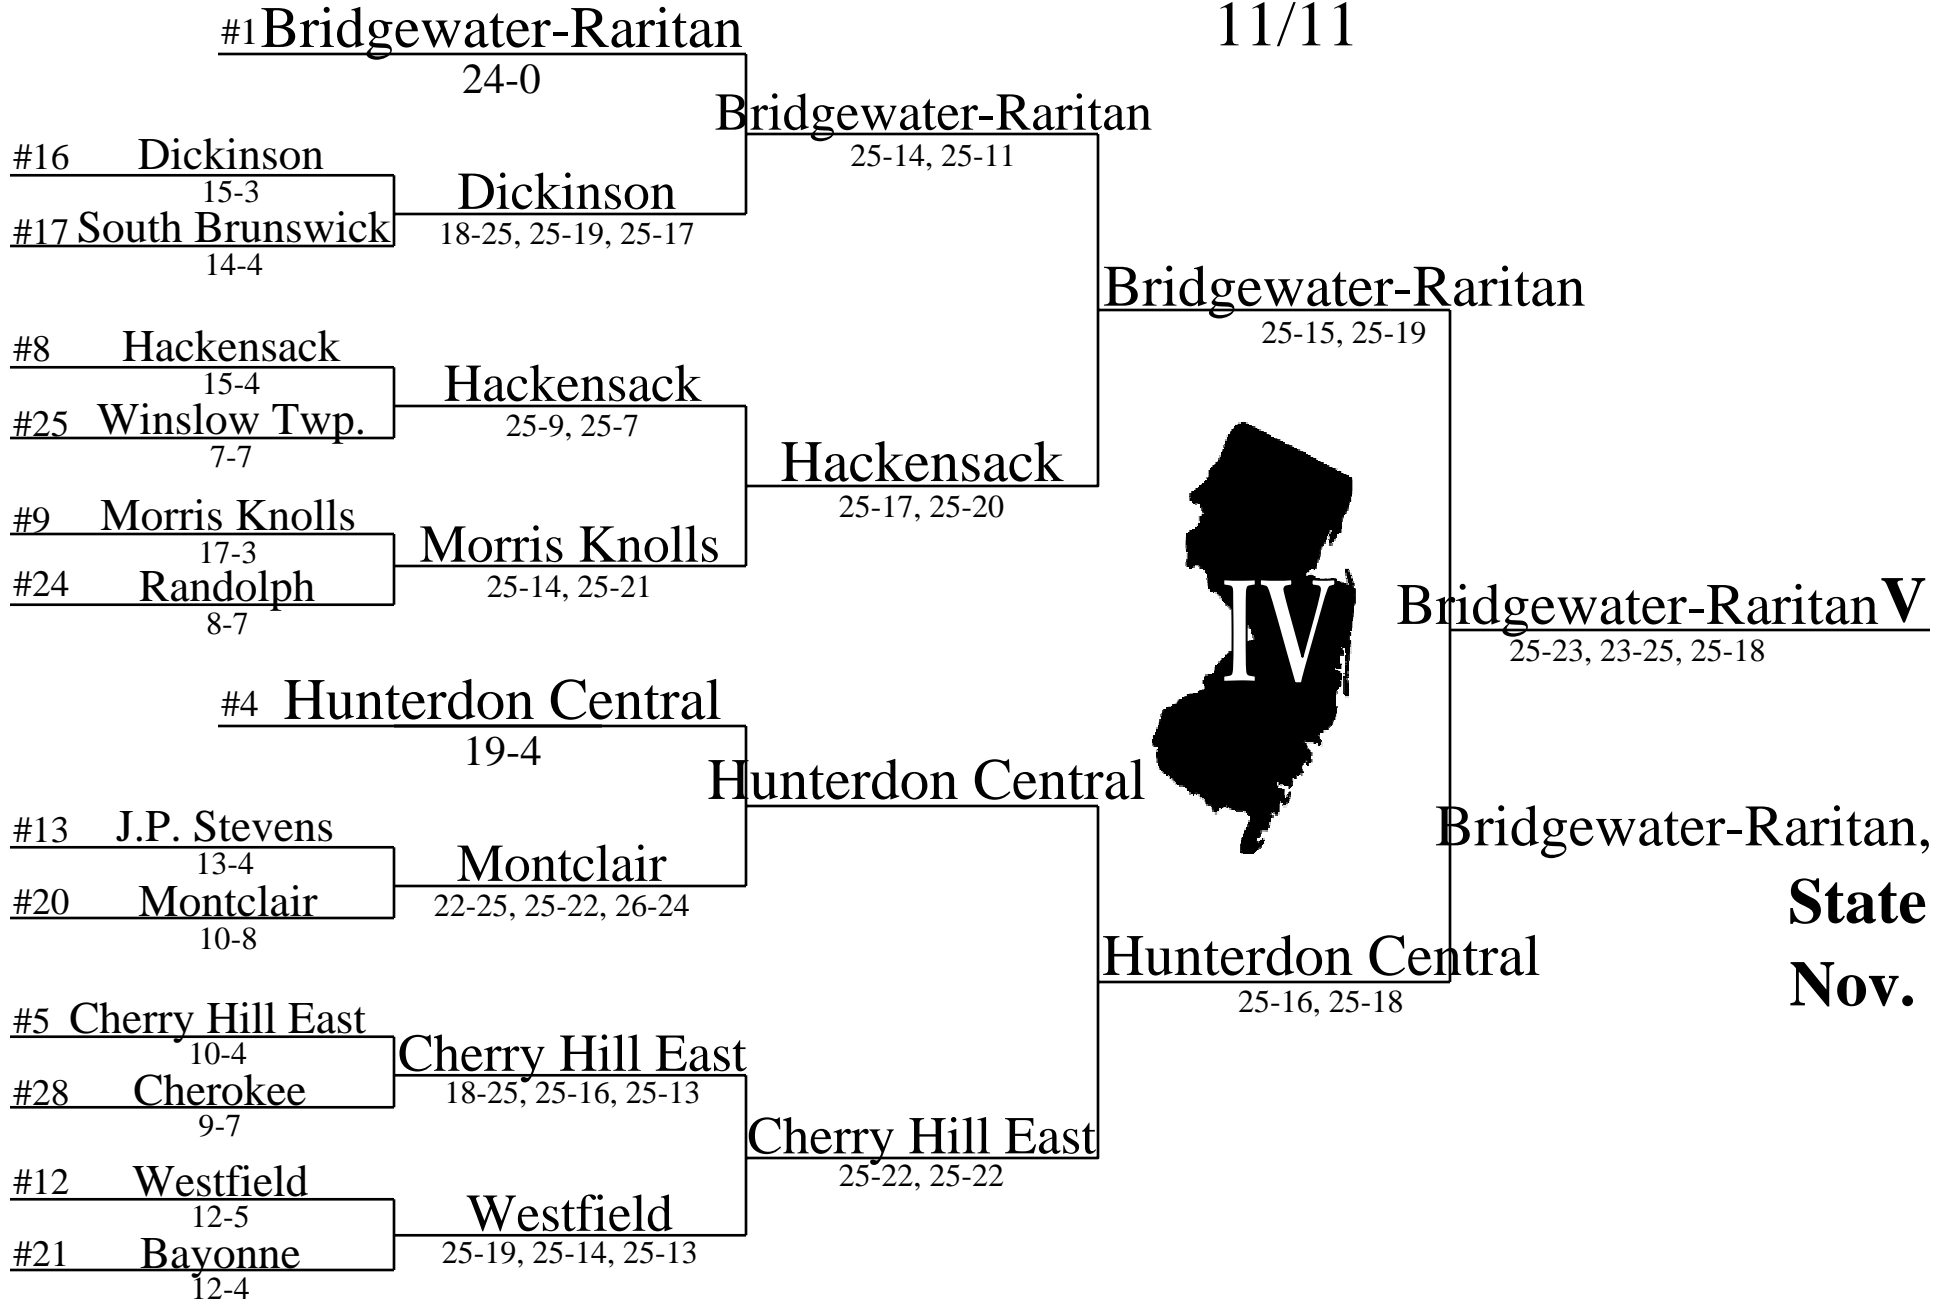 11/11
#1 Bridgewater-Raritan
24-0
Bridgewater-Raritan
25-14, 25-11
#16 Dickinson
15-3
Dickinson
18-25, 25-19, 25-17
#17 South Brunswick
14-4
Bridgewater-Raritan
25-15, 25-19
#8 Hackensack
15-4
Hackensack
25-9, 25-7
#25 Winslow Twp.
7-7
Hackensack
25-17, 25-20
#9 Morris Knolls
17-3
Morris Knolls
25-14, 25-21
#24 Randolph
8-7
IV
Bridgewater-Raritan V
25-23, 23-25, 25-18
#4 Hunterdon Central
19-4
Hunterdon Central
#13 J.P. Stevens
13-4
Montclair
22-25, 25-22, 26-24
#20 Montclair
10-8
Bridgewater-Raritan,
State
Nov.
Hunterdon Central
25-16, 25-18
#5 Cherry Hill East
10-4
Cherry Hill East
18-25, 25-16, 25-13
#28 Cherokee
9-7
Cherry Hill East
25-22, 25-22
#12 Westfield
12-5
Westfield
25-19, 25-14, 25-13
#21 Bayonne
12-4